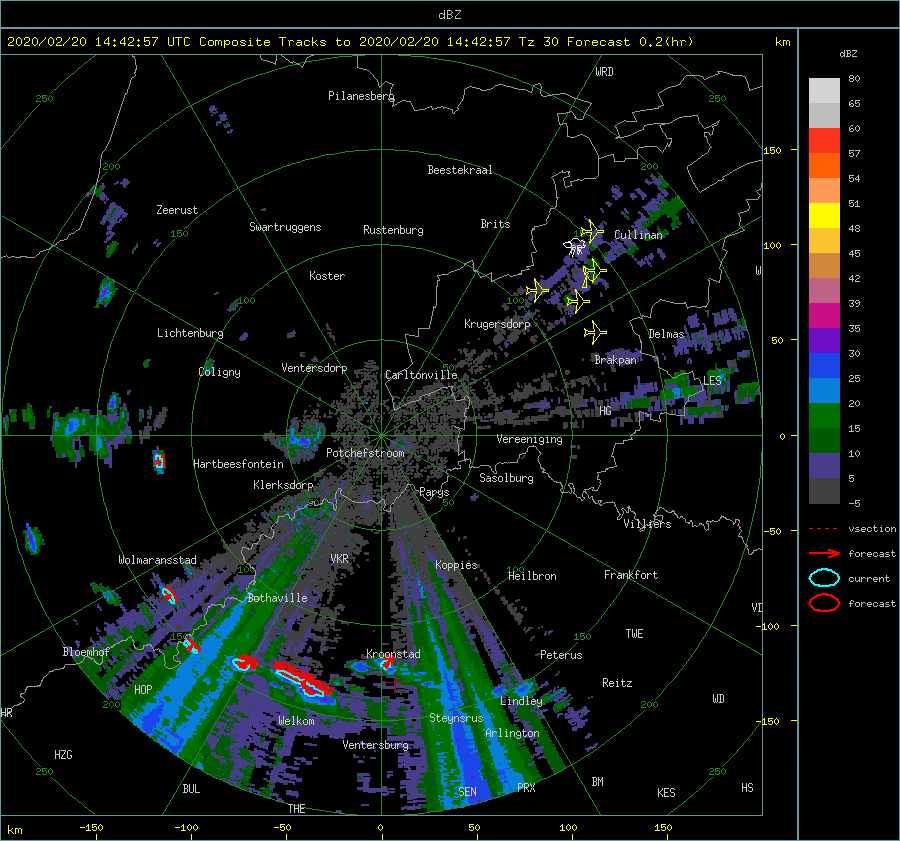 dBZ
2020/02/20 14:42:57 UTC Composite Tracks to 2020/02/20 14:42:57 Tz 30 Forecast 0.2(hr)
km
dBZ
WRD
80
250
Pilanesberg
250
65
60
150
57
200
Beestekraal
200
54
Zeerust
51
Swartruggens
Rustenburg
Brits
150
Cullinan
48
100
45
Koster
42
100
100
39
Lichtenburg
Krugersdorp
Delmas
35
50
30
Coligny
Ventersdorp
Carltonville
Brakpan
LES
25
HG
20
Vereeniging
0
15
Potchefstroom
10
Hartbeesfontein
Sasolburg
5
Klerksdorp
Parys
-5
50
50
Villiers
vsection
-50
Wolmaransstad
VKR
Koppies
forecast
100
100
Heilbron
Frankfort
current
Bothaville
forecast
-100
150
150
TWE
Bloemhof
Kroonstad
Peterus
HOP
Reitz
200
Lindley
200
WD
HR
Welkom
Steynsrus
-150
Arlington
Ventersburg
HZG
250
250
BUL
SEN
PRX
BM
KES
HS
THE
km
-150
-100
-50
0
50
100
150